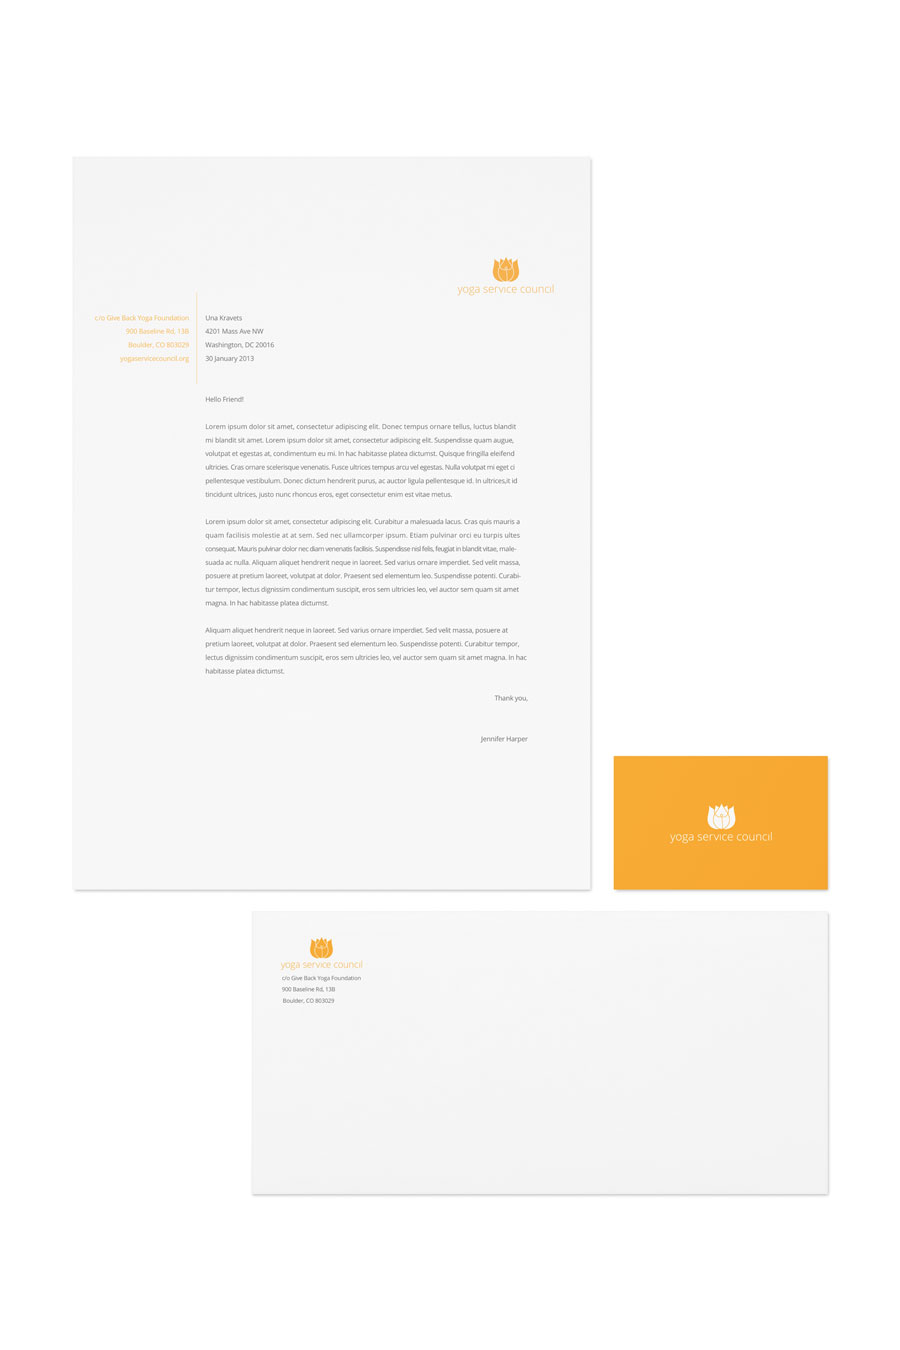 yoga service council
c/o Give Back Yoga Foundation
900 Baseline Rd, 13B
Boulder, CO 803029
yogaservicecouncil.org
Una Kravets
4201 Mass Ave NW
Washington, DC 20016
30 January 2013
Hello Friend!
Lorem ipsum dolor sit amet, consectetur adipiscing elit. Donec tempus ornare tellus, luctus blandit
mi blandit sit amet. Lorem ipsum dolor sit amet, consectetur adipiscing elit. Suspendisse quam augue,
volutpat et egestas at, condimentum eu mi. In hac habitasse platea dictumst. Quisque fringilla eleifend
ultricies. Cras ornare scelerisque venenatis. Fusce ultrices tempus arcu vel egestas. Nulla volutpat mi eget ci
pellentesque vestibulum. Donec dictum hendrerit purus, ac auctor ligula pellentesque id. In ultrices,it id
tincidunt ultrices, justo nunc rhoncus eros, eget consectetur enim est vitae metus.
Lorem ipsum dolor sit amet, consectetur adipiscing elit. Curabitur a malesuada lacus. Cras quis mauris a
quam facilisis molestie at at sem. Sed nec ullamcorper ipsum. Etiam pulvinar orci eu turpis ultes
consequat. Mauris pulvinar dolor nec diam venenatis facilisis. Suspendisse nisl felis, feugiat in blandit vitae, male-
suada ac nulla. Aliquam aliquet hendrerit neque in laoreet. Sed varius ornare imperdiet. Sed velit massa,
posuere at pretium laoreet, volutpat at dolor. Praesent sed elementum leo. Suspendisse potenti. Curabi-
tur tempor, lectus dignissim condimentum suscipit, eros sem ultricies leo, vel auctor sem quam sit amet
magna. In hac habitasse platea dictumst.
Aliquam aliquet hendrerit neque in laoreet. Sed varius ornare imperdiet. Sed velit massa, posuere at
pretium laoreet, volutpat at dolor. Praesent sed elementum leo. Suspendisse potenti. Curabitur tempor,
lectus dignissim condimentum suscipit, eros sem ultricies leo, vel auctor sem quam sit amet magna. In hac
habitasse platea dictumst.
Thank you,
Jennifer Harper
yoga service council
yoga service council
c/o Give Back Yoga Foundation
900 Baseline Rd, 13B
Boulder, CO 803029